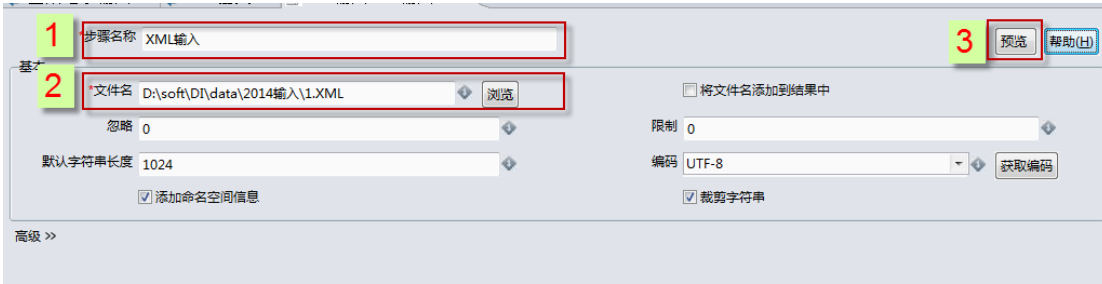 1 *步骤名称 XML输入 3 预览 帮助(H)
基本
2 *文件名 D:\soft\DI\data\2014输入\1.XML 浏览 将文件名添加到结果中
忽略 0 限制 0
默认字符串长度 1024 编码 UTF-8 获取编码
添加命名空间信息 裁剪字符串
高级 >>